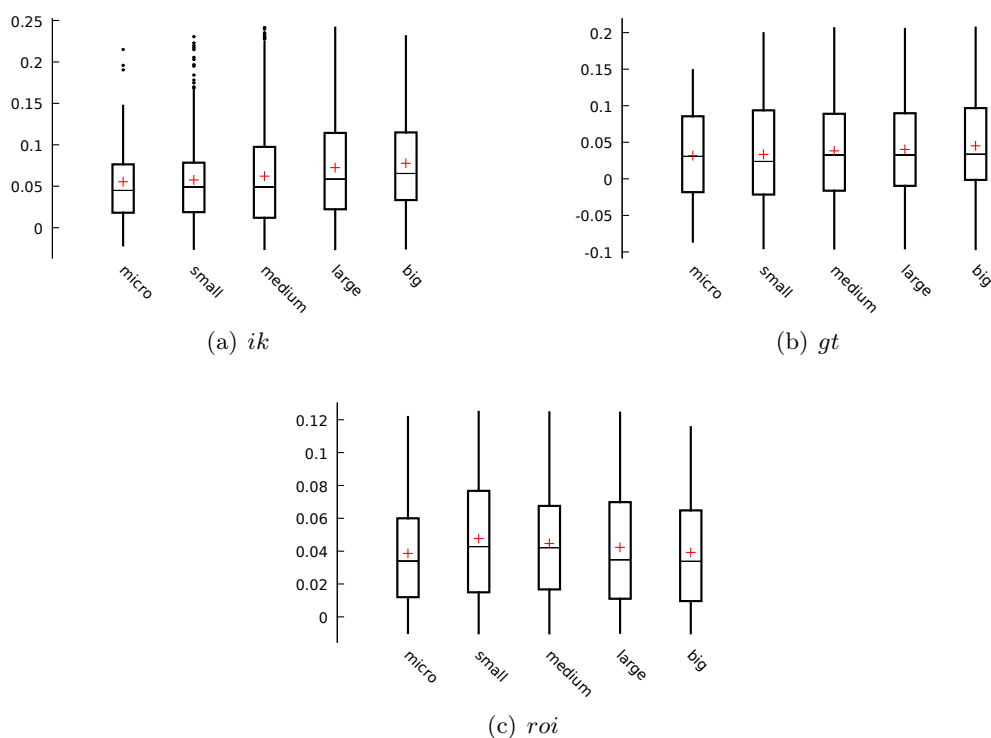 0.25
0.2
0.15
0.1
0.05
0
micro
small
medium
large
big
(a) ik
0.2
0.15
0.1
0.05
0
-0.05
-0.1
micro
small
medium
large
big
(b) gt
0.12
0.1
0.08
0.06
0.04
0.02
0
micro
small
medium
large
big
(c) roi